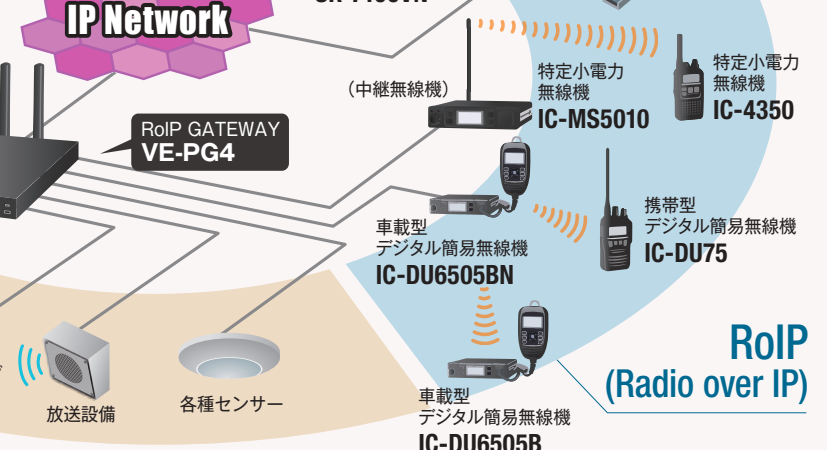 IP Network
(中継無線機)
特定小電力
無線機
IC-MS5010
特定小電力
無線機
IC-4350
RoIP GATEWAY
VE-PG4
車載型
デジタル簡易無線機
IC-DU6505BN
携帯型
デジタル簡易無線機
IC-DU75
RoIP
(Radio over IP)
放送設備
各種センサー
車載型
デジタル簡易無線機
IC-DU6505B